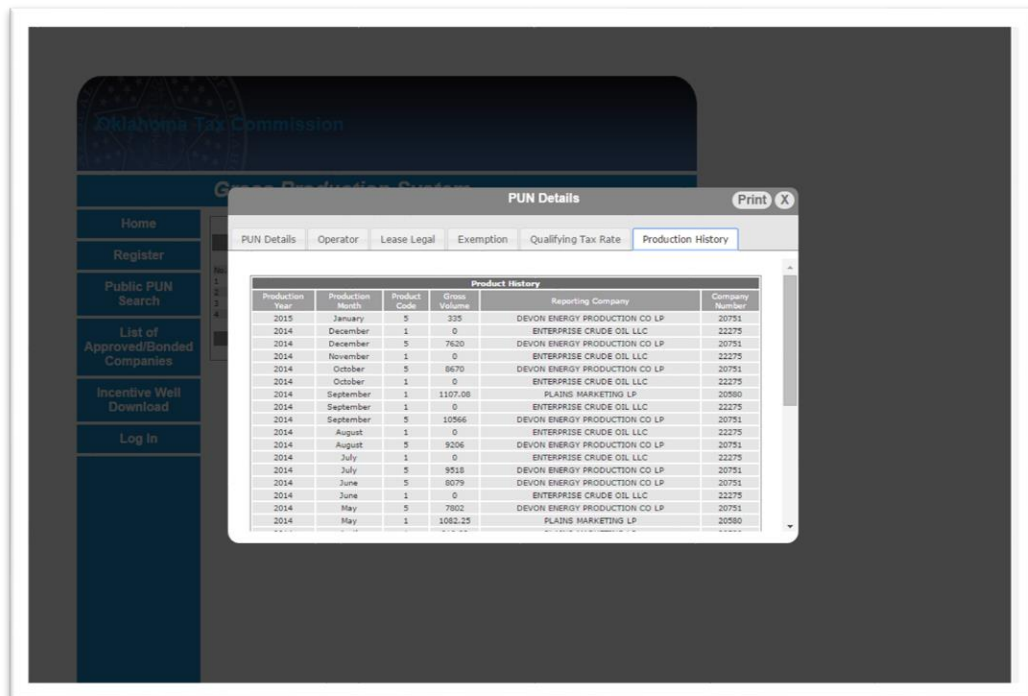 Oklahoma Tax Commission
Gross Production System
Home
Register
Public PUN
Search
List of
Approved/Bonded
Companies
Incentive Well
Download
Log In
No.
1
2
3
4
PUN Details
Print X
PUN Details Operator Lease Legal Exemption Qualifying Tax Rate Production History
Product History
Production Year Production Month Product Code Gross Volume Reporting Company Company Number
2015 January 5 335 DEVON ENERGY PRODUCTION CO LP 20751
2014 December 1 0 ENTERPRISE CRUDE OIL LLC 22275
2014 December 5 7620 DEVON ENERGY PRODUCTION CO LP 20751
2014 November 1 0 ENTERPRISE CRUDE OIL LLC 22275
2014 October 5 8670 DEVON ENERGY PRODUCTION CO LP 20751
2014 October 1 0 ENTERPRISE CRUDE OIL LLC 22275
2014 September 1 1107.08 PLAINS MARKETING LP 20580
2014 September 1 0 ENTERPRISE CRUDE OIL LLC 22275
2014 September 5 10566 DEVON ENERGY PRODUCTION CO LP 20751
2014 August 1 0 ENTERPRISE CRUDE OIL LLC 22275
2014 August 5 9206 DEVON ENERGY PRODUCTION CO LP 20751
2014 July 1 0 ENTERPRISE CRUDE OIL LLC 22275
2014 July 5 9518 DEVON ENERGY PRODUCTION CO LP 20751
2014 June 5 8079 DEVON ENERGY PRODUCTION CO LP 20751
2014 June 1 0 ENTERPRISE CRUDE OIL LLC 22275
2014 May 5 7802 DEVON ENERGY PRODUCTION CO LP 20751
2014 May 1 1082.25 PLAINS MARKETING LP 20580